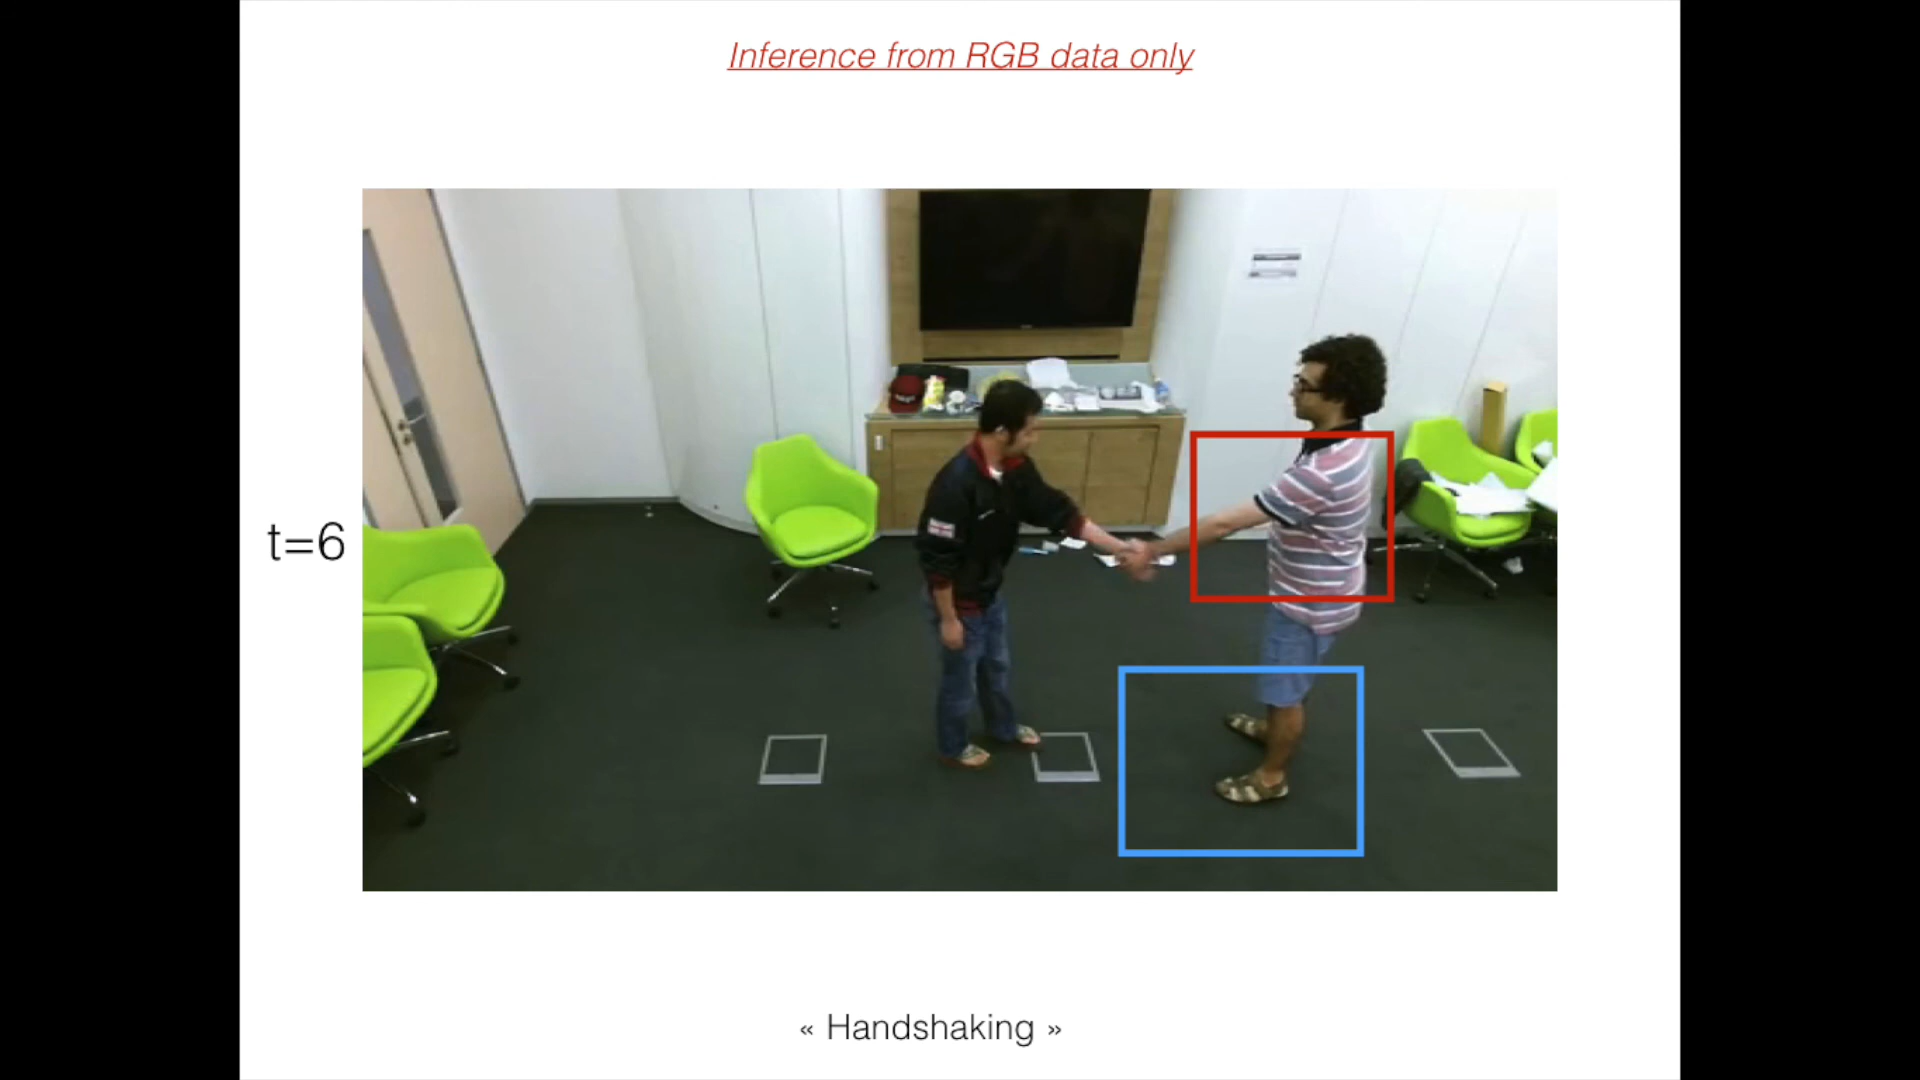 Inference from RGB data only
t=6
« Handshaking »